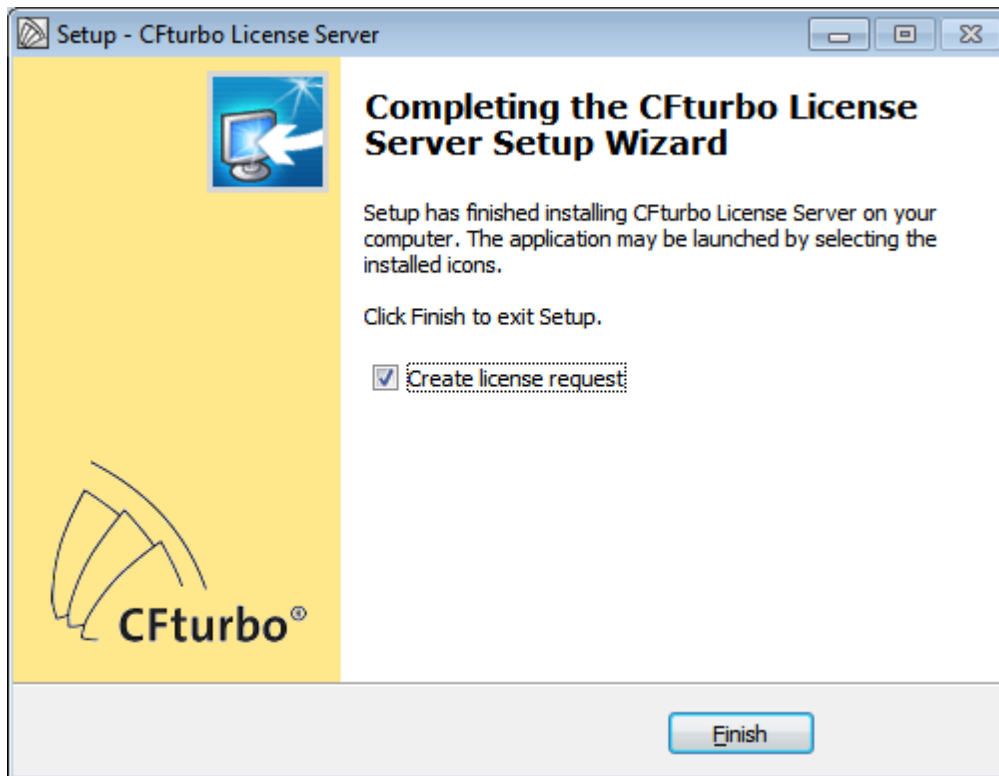 Setup - CFturbo License Server
Completing the CFturbo License
Server Setup Wizard
Setup has finished installing CFturbo License Server on your
computer. The application may be launched by selecting the
installed icons.
Click Finish to exit Setup.
Create license request
CFturbo®
Finish